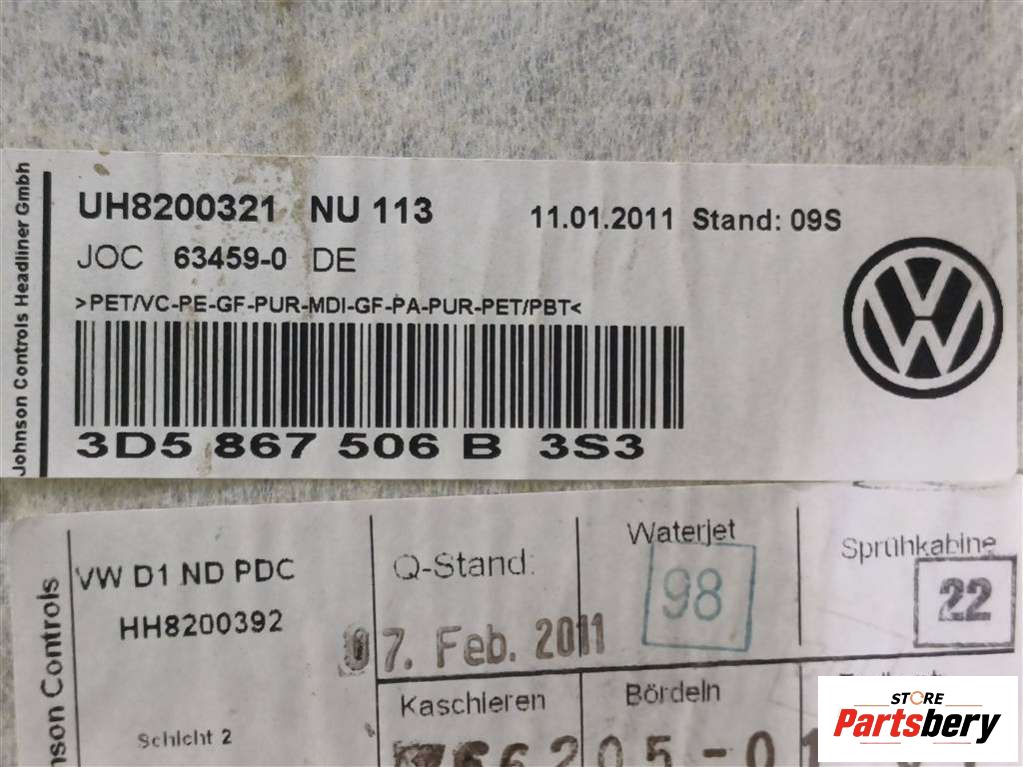 Johnson Controls Headliner Gmbh
UH8200321 NU 113
11.01.2011 Stand: 09S
JOC 63459-0 DE
>PET/VC-PE-GF-PUR-MDI-GF-PA-PUR-PET/PBT<
3D5 867 506 B 3S3
VW
Controls
VW D1 ND PDC
HH8200392
Schicht 2
Q-Stand:
07. Feb. 2011
Waterjet
98
Sprühkabine
22
Kaschieren
Bördeln
STORE
Partsbery